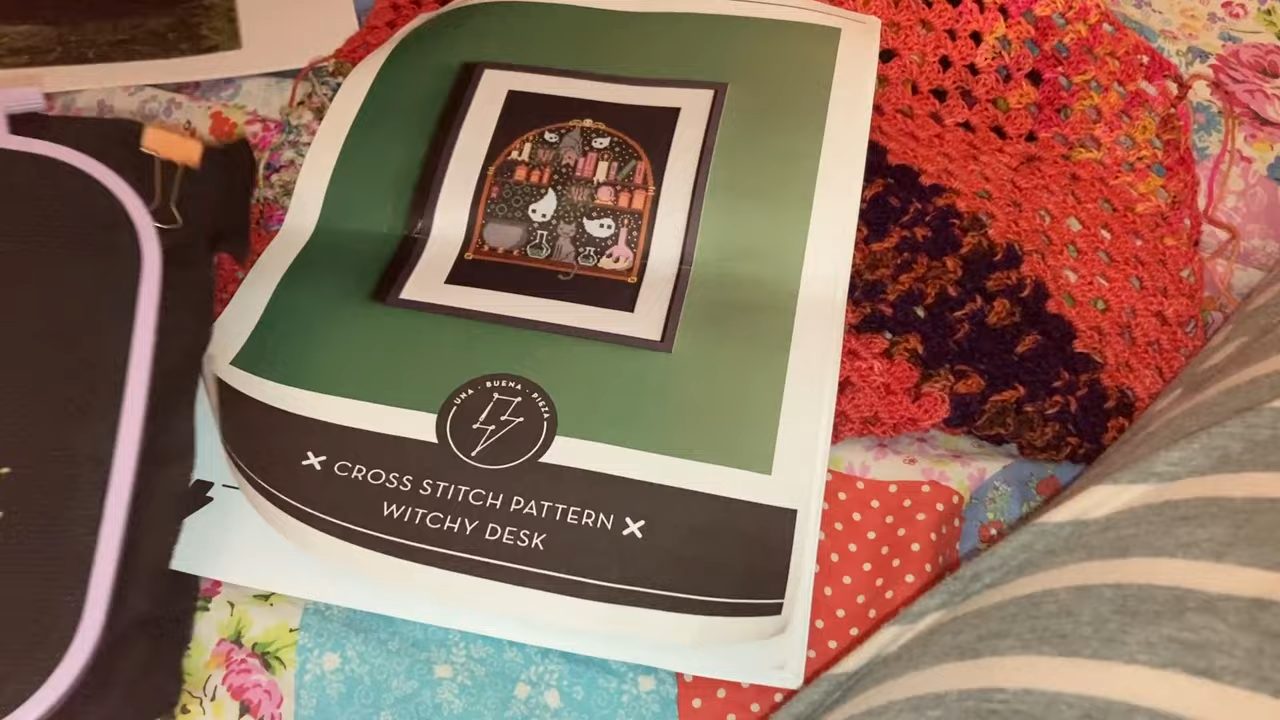 UNA · BUENA · PIEZA
CROSS STITCH PATTERN
WITCHY DESK